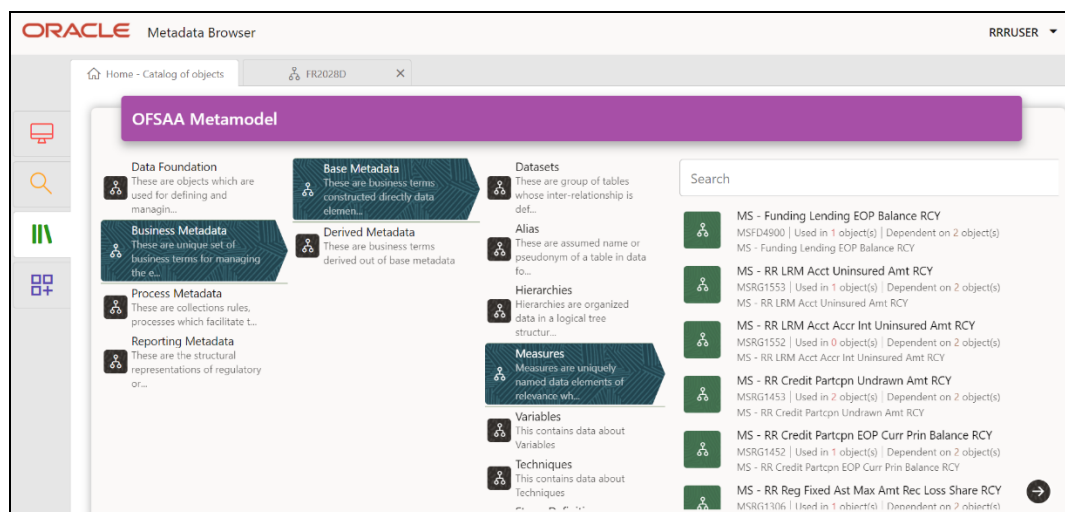 ORACLE Metadata Browser
RRRUSER
Home - Catalog of objects
FR2028D
OFSAA Metamodel
Data Foundation
These are objects which are
used for defining and
managin...
Business Metadata
These are unique set of
business terms for managing
the e...
Process Metadata
These are collections rules,
processes which facilitate t...
Reporting Metadata
These are the structural
representations of regulatory
or...
Base Metadata
These are business terms
constructed directly data
elemen...
Derived Metadata
These are business terms
derived out of base metadata
Datasets
These are group of tables
whose inter-relationship is
def...
Alias
These are assumed name or
pseudonym of a table in data
fo...
Hierarchies
Hierarchies are organized
data in a logical tree
structur...
Measures
Measures are uniquely
named data elements of
relevance wh...
Variables
This contains data about
Variables
Techniques
This contains data about
Techniques
Search
MS - Funding Lending EOP Balance RCY
MSFD4900 | Used in 1 object(s) | Dependent on 2 object(s)
MS - Funding Lending EOP Balance RCY
MS - RR LRM Acct Uninsured Amt RCY
MSRG1553 | Used in 1 object(s) | Dependent on 2 object(s)
MS - RR LRM Acct Uninsured Amt RCY
MS - RR LRM Acct Accr Int Uninsured Amt RCY
MSRG1552 | Used in 0 object(s) | Dependent on 2 object(s)
MS - RR LRM Acct Accr Int Uninsured Amt RCY
MS - RR Credit Partcpn Undrawn Amt RCY
MSRG1453 | Used in 2 object(s) | Dependent on 2 object(s)
MS - RR Credit Partcpn Undrawn Amt RCY
MS - RR Credit Partcpn EOP Curr Prin Balance RCY
MSRG1452 | Used in 1 object(s) | Dependent on 2 object(s)
MS - RR Credit Partcpn EOP Curr Prin Balance RCY
MS - RR Reg Fixed Ast Max Amt Rec Loss Share RCY
MSRG1306 | Used in 1 object(s) | Dependent on 2 object(s)